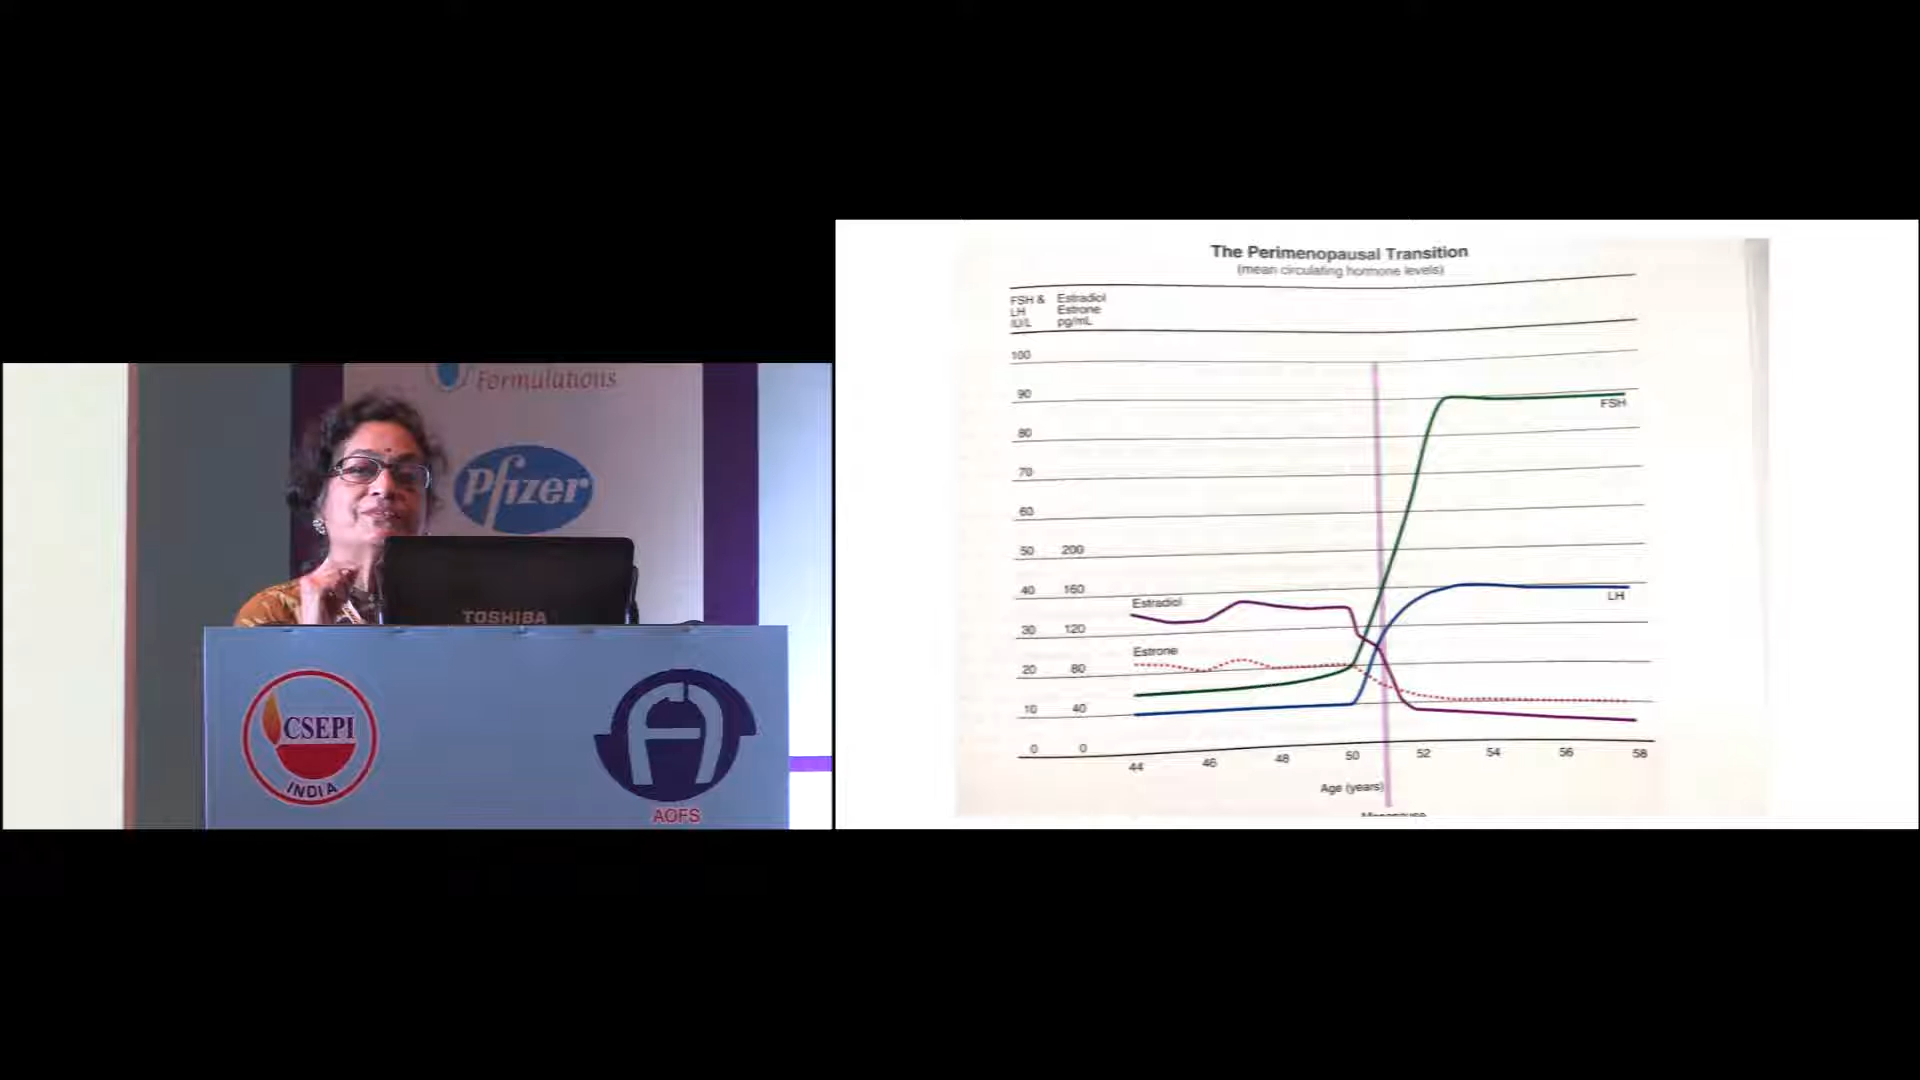 Formulations
Pfizer
TOSHIBA
CSEPI
INDIA
AOFS
The Perimenopausal Transition
(mean circulating hormone levels)
FSH & Estradiol
LH Estrone
IU/L pg/mL
100
90
80
70
60
50 200
40 160
30 120
20 80
10 40
0 0
Estradiol
Estrone
FSH
LH
44 46 48 50 52 54 56 58
Age (years)
Menopause